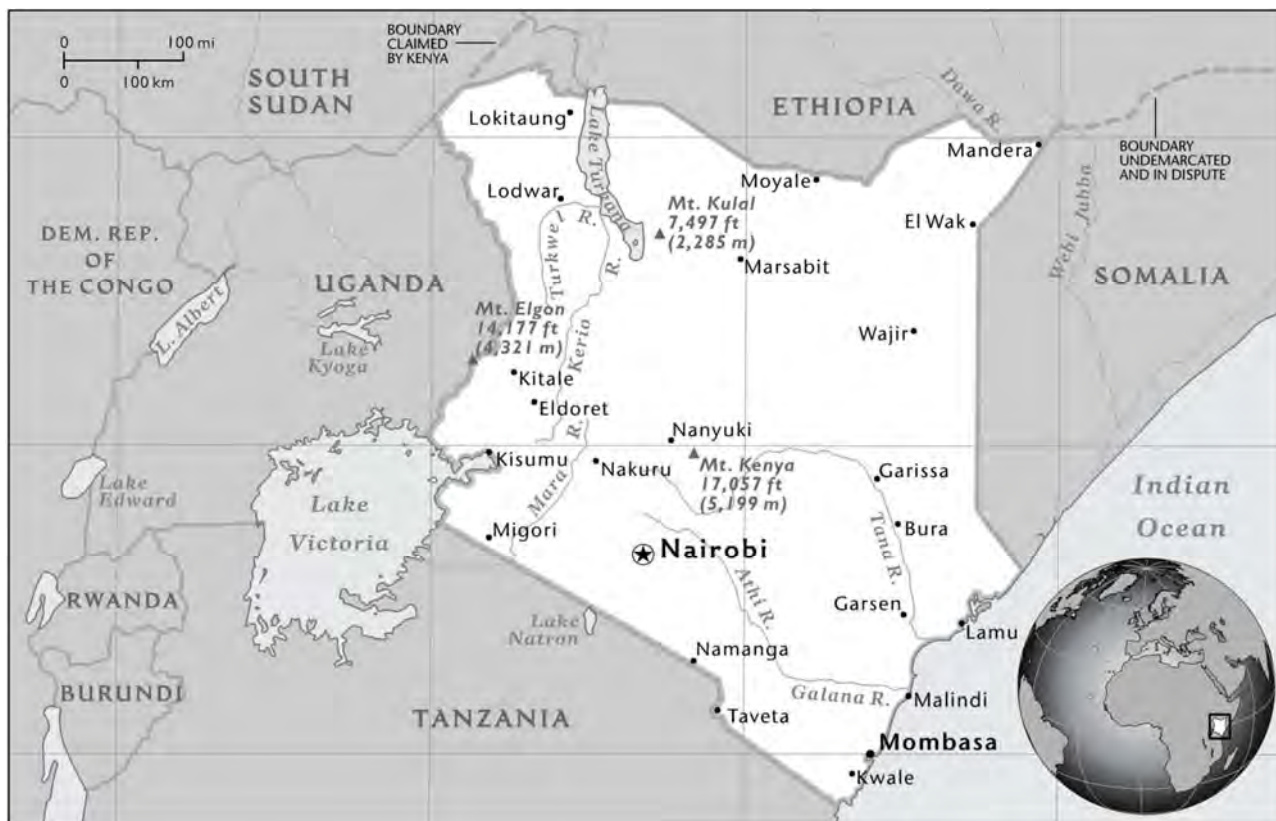 0 100 mi
0 100 km
BOUNDARY
CLAIMED
BY KENYA
SOUTH
SUDAN
ETHIOPIA
Dawa R.
BOUNDARY
UNDEMARCATED
AND IN DISPUTE
Lokitaung
Lake Turkana
Mandera
Moyale
Lodwar
Mt. Kulal
7,497 ft
(2,285 m)
El Wak
Webi Jubba
DEM. REP.
OF
THE CONGO
UGANDA
Turkwel R.
Marsabit
SOMALIA
L. Albert
Mt. Elgon
14,177 ft
(4,321 m)
Kerio R.
Wajir
Lake
Kyoga
Kitale
Eldoret
Nanyuki
Kisumu
Nakuru
Mt. Kenya
17,057 ft
(5,199 m)
Garissa
Lake
Edward
Lake
Victoria
Mara R.
Indian
Ocean
Migori
Bura
Tana R.
Nairobi
Athi R.
RWANDA
Garsen
Lamu
Lake
Natron
Namanga
BURUNDI
Galana R.
Malindi
TANZANIA
Taveta
Mombasa
Kwale